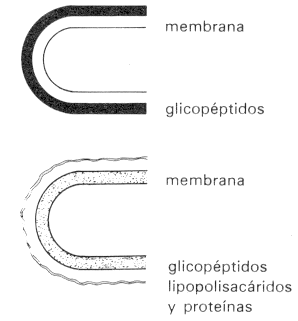 membrana
glicopéptidos
membrana
glicopéptidos
lipopolisacáridos
y proteínas